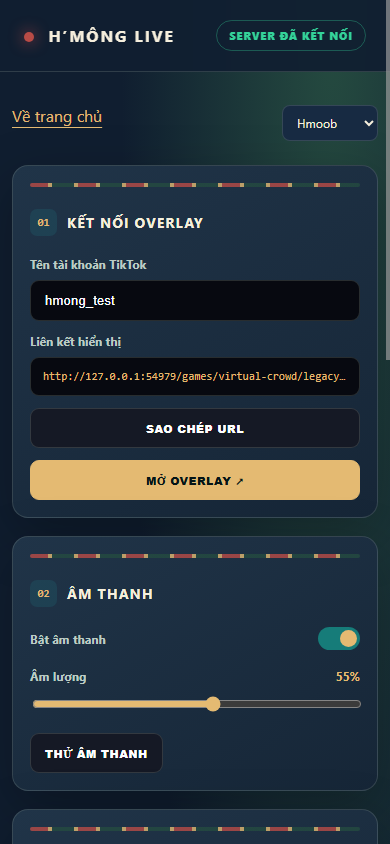 H'MÔNG LIVE
SERVER ĐÃ KẾT NỐI
Về trang chủ
Hmoob
01 KẾT NỐI OVERLAY
Tên tài khoản TikTok
hmong_test
Liên kết hiển thị
http://127.0.0.1:54979/games/virtual-crowd/legacy…
SAO CHÉP URL
MỞ OVERLAY ↗
02 ÂM THANH
Bật âm thanh
Âm lượng 55%
THỬ ÂM THANH